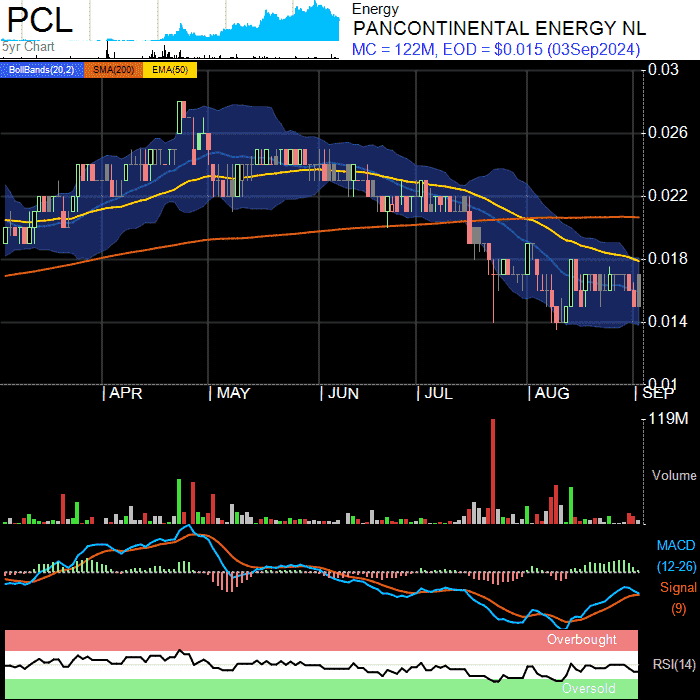 PCL
5yr Chart
Energy
PANCONTINENTAL ENERGY NL
MC = 122M, EOD = $0.015 (03Sep2024)
BollBands(20,2) SMA(200) EMA(50)
0.03
0.026
0.022
0.018
0.014
0.01
APR MAY JUN JUL AUG SEP
119M
Volume
MACD
(12-26)
Signal
(9)
Overbought
RSI(14)
Oversold